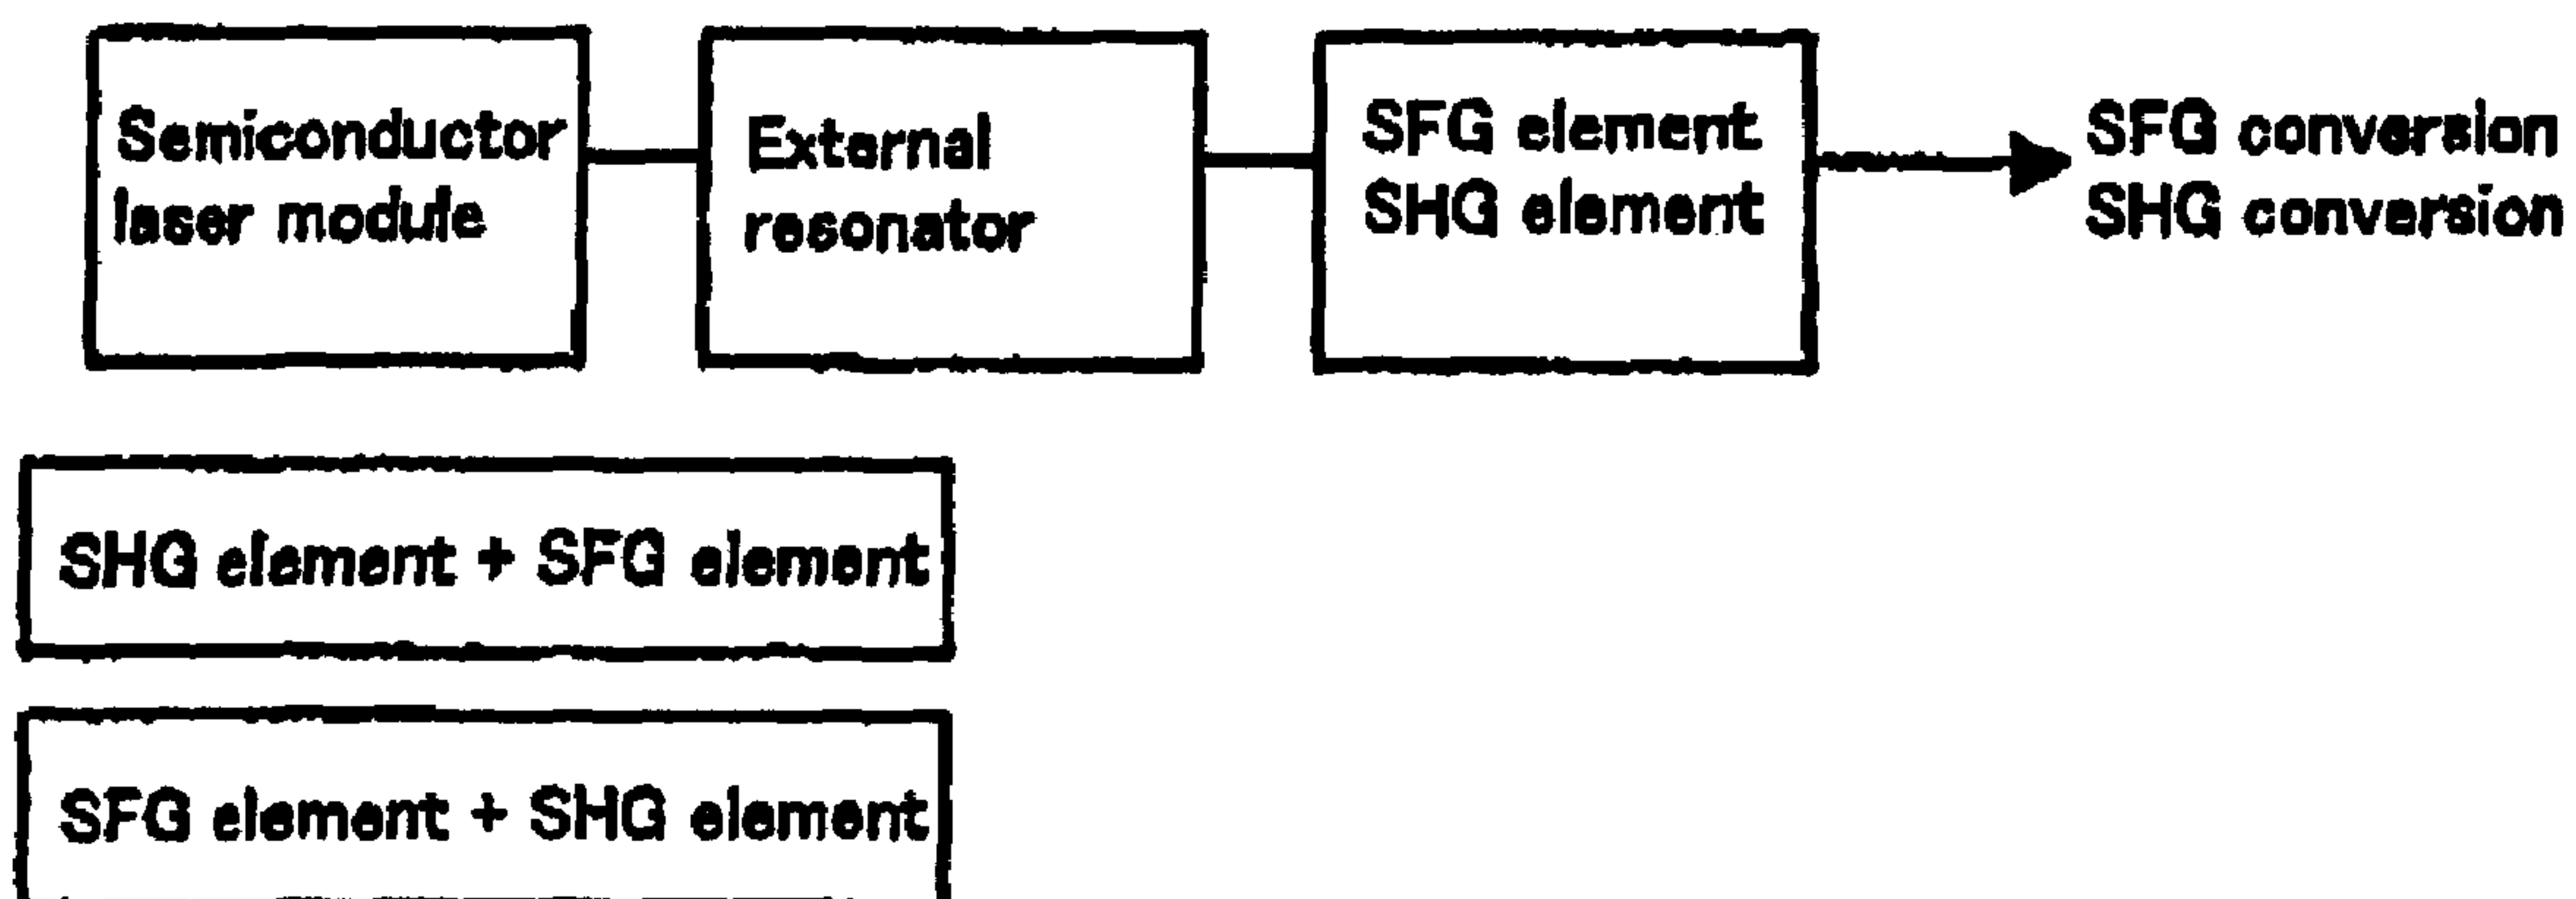 Semiconductor
laser module
External
resonator
SFG element
SHG element
SFG conversion
SHG conversion
SHG element + SFG element
SFG element + SHG element